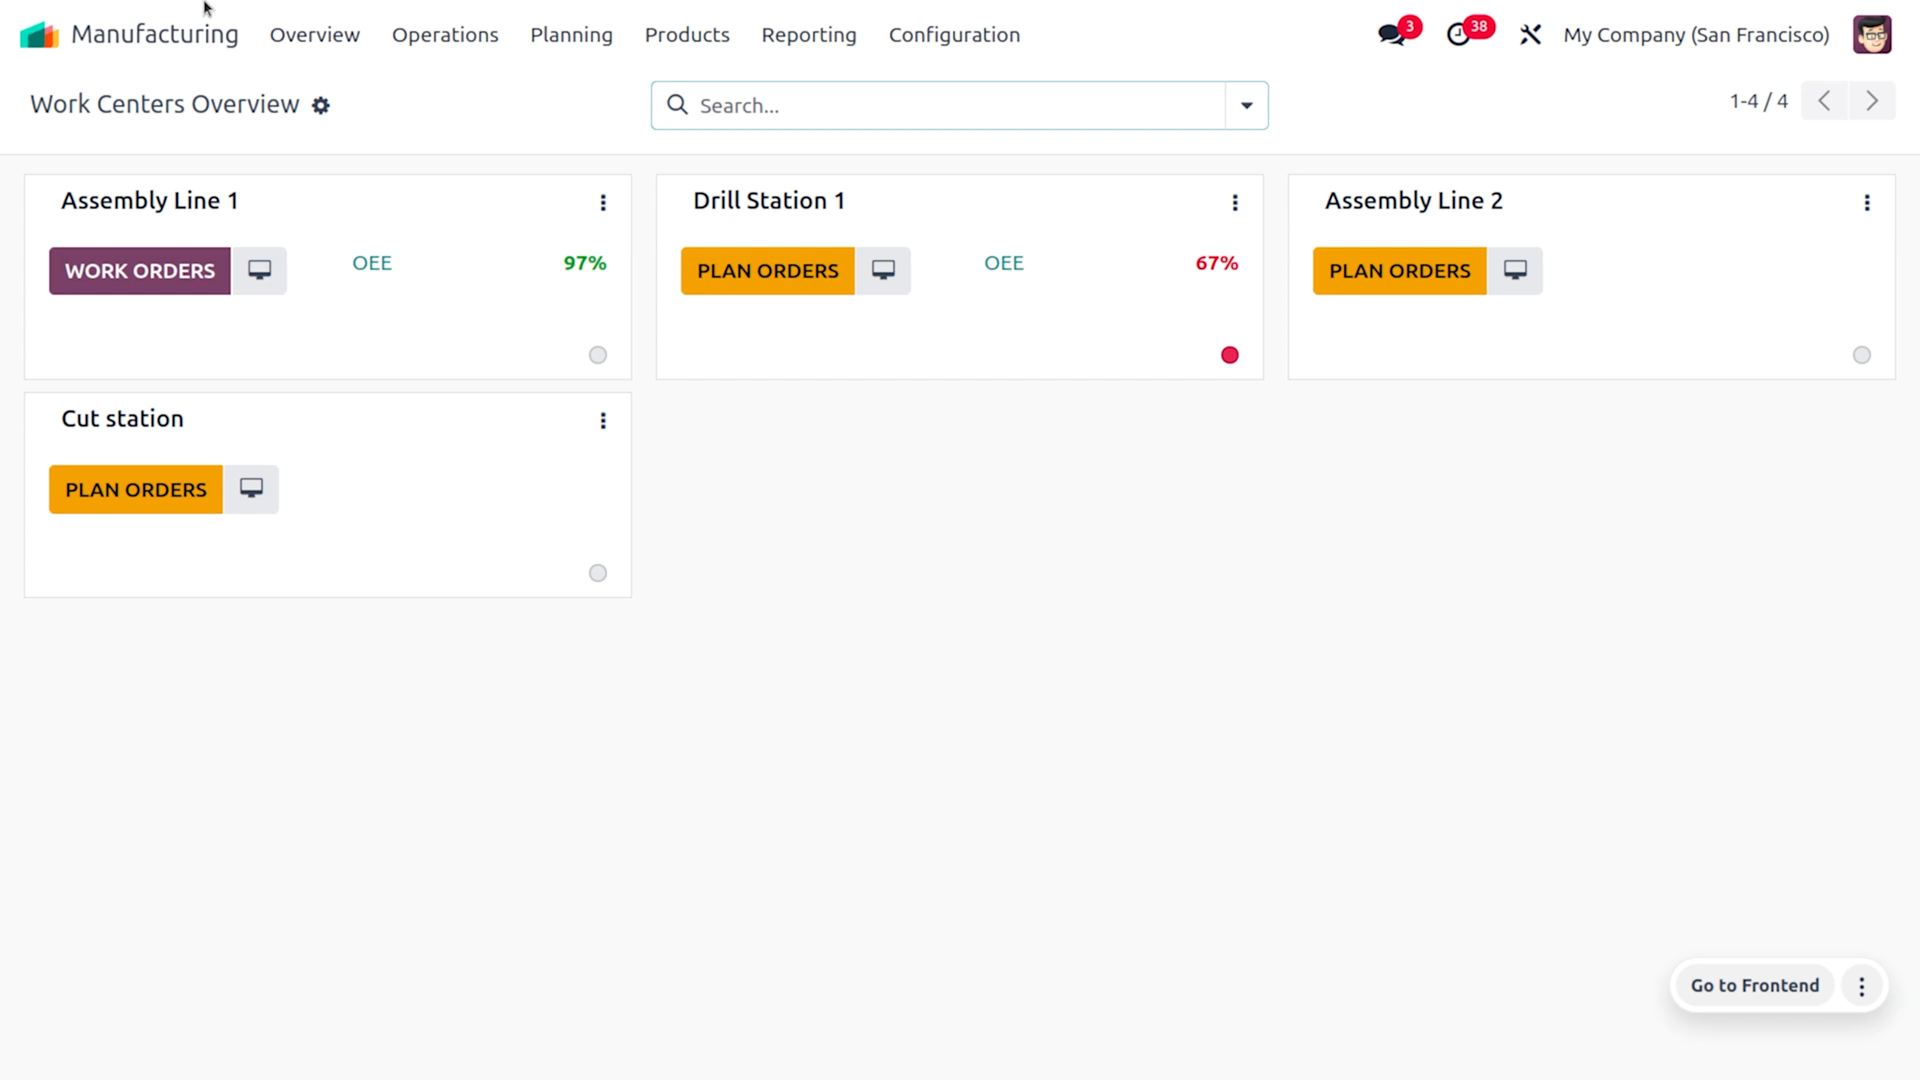 Manufacturing Overview Operations Planning Products Reporting Configuration 3 38 My Company (San Francisco)
Work Centers Overview Search... 1-4 / 4
Assembly Line 1
WORK ORDERS OEE 97%
Drill Station 1
PLAN ORDERS OEE 67%
Assembly Line 2
PLAN ORDERS
Cut station
PLAN ORDERS
Go to Frontend